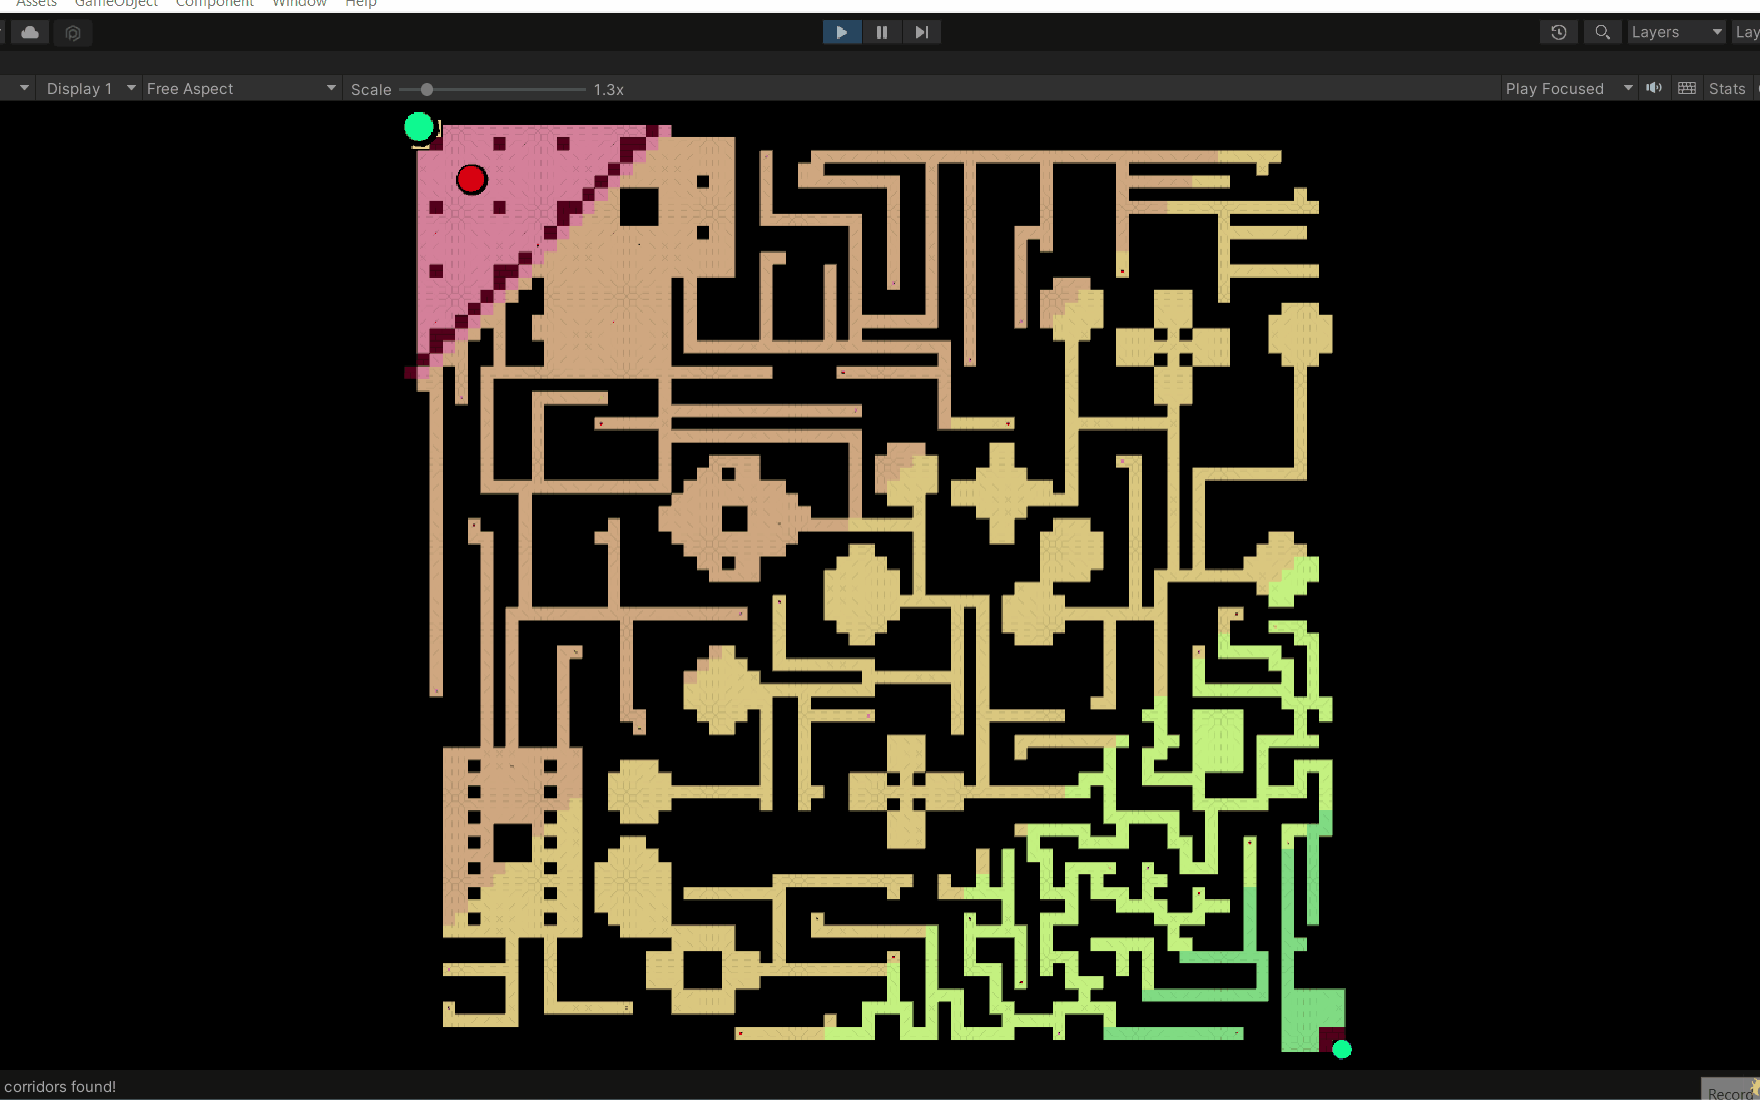 Assets GameObject Component Window Help
Layers
Lay
Display 1 Free Aspect Scale 1.3x Play Focused Stats
corridors found!
Record